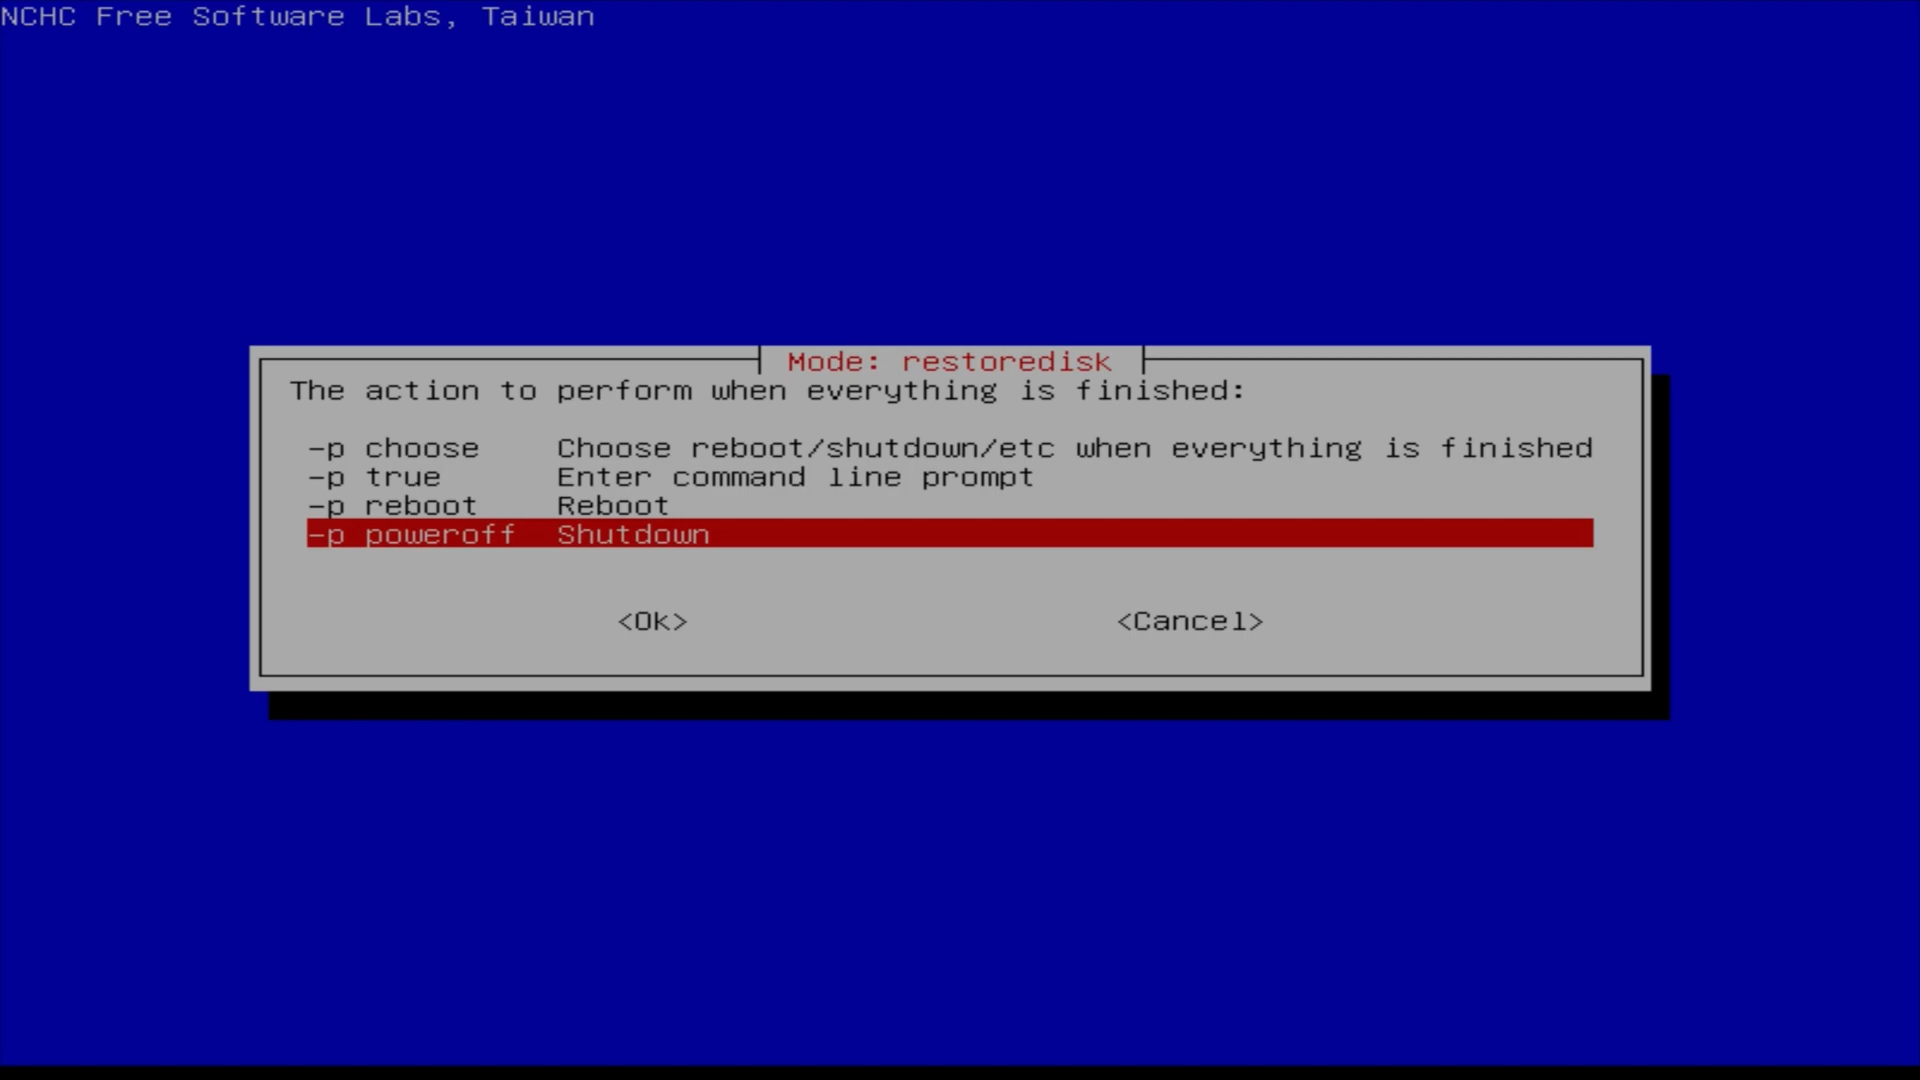 NCHC Free Software Labs, Taiwan
Mode: restoredisk
The action to perform when everything is finished:
-p choose    Choose reboot/shutdown/etc when everything is finished
-p true      Enter command line prompt
-p reboot    Reboot
-p poweroff  Shutdown
<Ok>    <Cancel>